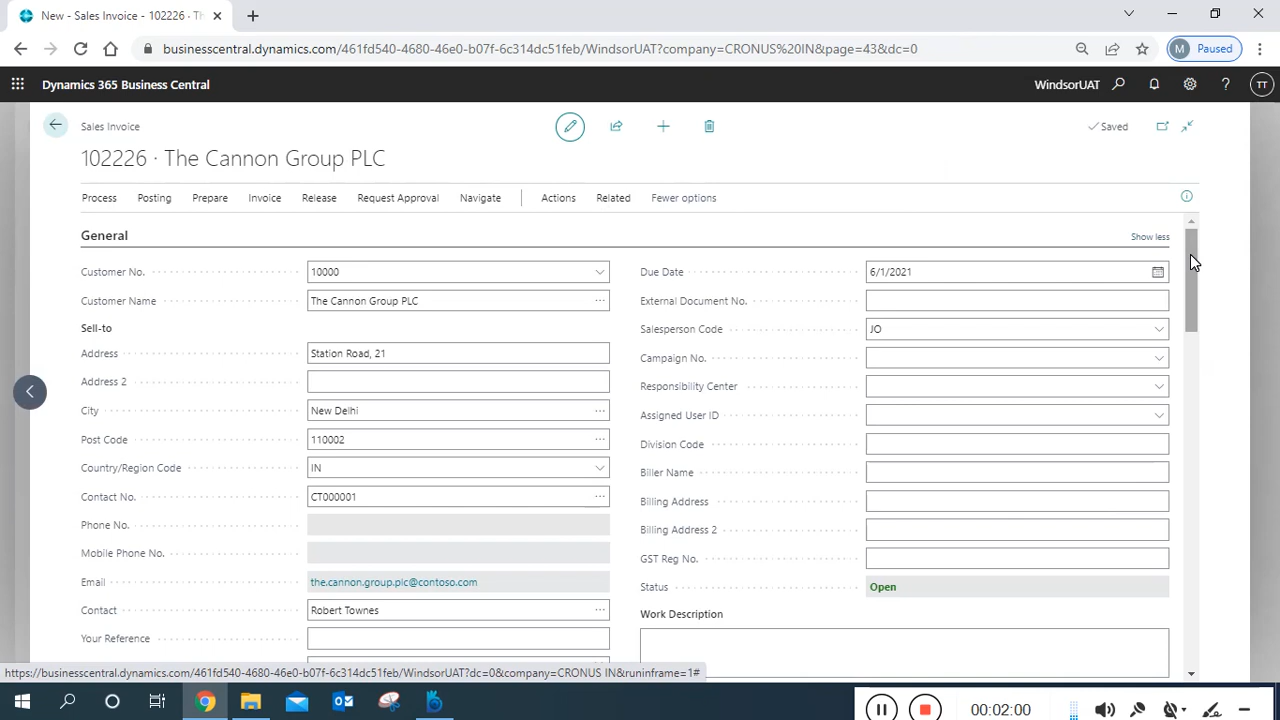 New - Sales Invoice - 102226 · Th
businesscentral.dynamics.com/461fd540-4680-46e0-b07f-6c314dc51feb/WindsorUAT?company=CRONUS%20IN&page=43&dc=0
M Paused
Dynamics 365 Business Central
WindsorUAT
TT
Sales Invoice
Saved
102226 · The Cannon Group PLC
Process Posting Prepare Invoice Release Request Approval Navigate Actions Related Fewer options
General
Show less
Customer No. 10000
Customer Name The Cannon Group PLC
Sell-to
Address Station Road, 21
Address 2
City New Delhi
Post Code 110002
Country/Region Code IN
Contact No. CT000001
Phone No.
Mobile Phone No.
Email the.cannon.group.plc@contoso.com
Contact Robert Townes
Your Reference
Due Date 6/1/2021
External Document No.
Salesperson Code JO
Campaign No.
Responsibility Center
Assigned User ID
Division Code
Biller Name
Billing Address
Billing Address 2
GST Reg No.
Status Open
Work Description
https://businesscentral.dynamics.com/461fd540-4680-46e0-b07f-6c314dc51feb/WindsorUAT?dc=0&company=CRONUS IN&runinframe=1#
00:02:00